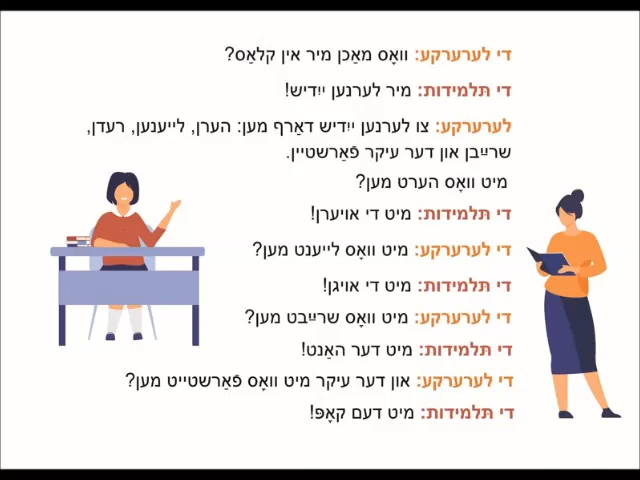 די לערערקע: וואָס מאַכן מיר אין קלאַס?
די תּלמידות: מיר לערנען ייִדיש!
לערערקע: צו לערנען ייִדיש דאַרף מען: הערן, לייענען, רעדן,
שרײַבן און דער עיקר פֿאַרשטיין.
מיט וואָס הערט מען?
די תּלמידות: מיט די אויערן!
די לערערקע: מיט וואָס לייענט מען?
די תּלמידות: מיט די אויגן!
די לערערקע: מיט וואָס שרײַבט מען?
די תּלמידות: מיט דער האַנט!
די לערערקע: און דער עיקר מיט וואָס פֿאַרשטייט מען?
די תּלמידות: מיט דעם קאָפּ!